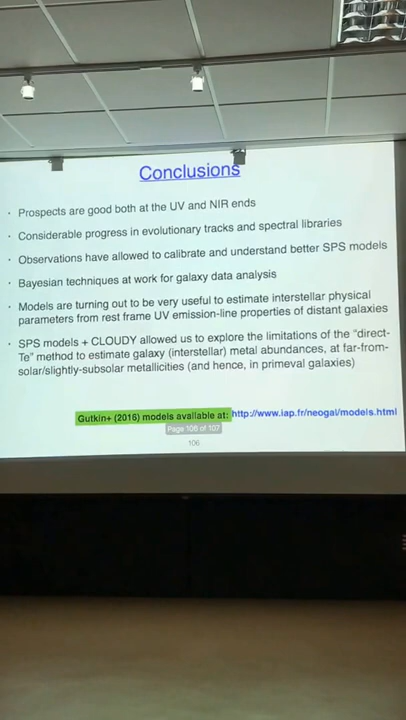 Conclusions
· Prospects are good both at the UV and NIR ends
· Considerable progress in evolutionary tracks and spectral libraries
· Observations have allowed to calibrate and understand better SPS models
· Bayesian techniques at work for galaxy data analysis
· Models are turning out to be very useful to estimate interstellar physical
parameters from rest frame UV emission-line properties of distant galaxies
· SPS models + CLOUDY allowed us to explore the limitations of the "direct-
Te" method to estimate galaxy (interstellar) metal abundances, at far-from-
solar/slightly-subsolar metallicities (and hence, in primeval galaxies)
Gutkin+ (2016) models available at: http://www.iap.fr/neogal/models.html
Page 106 of 107
106